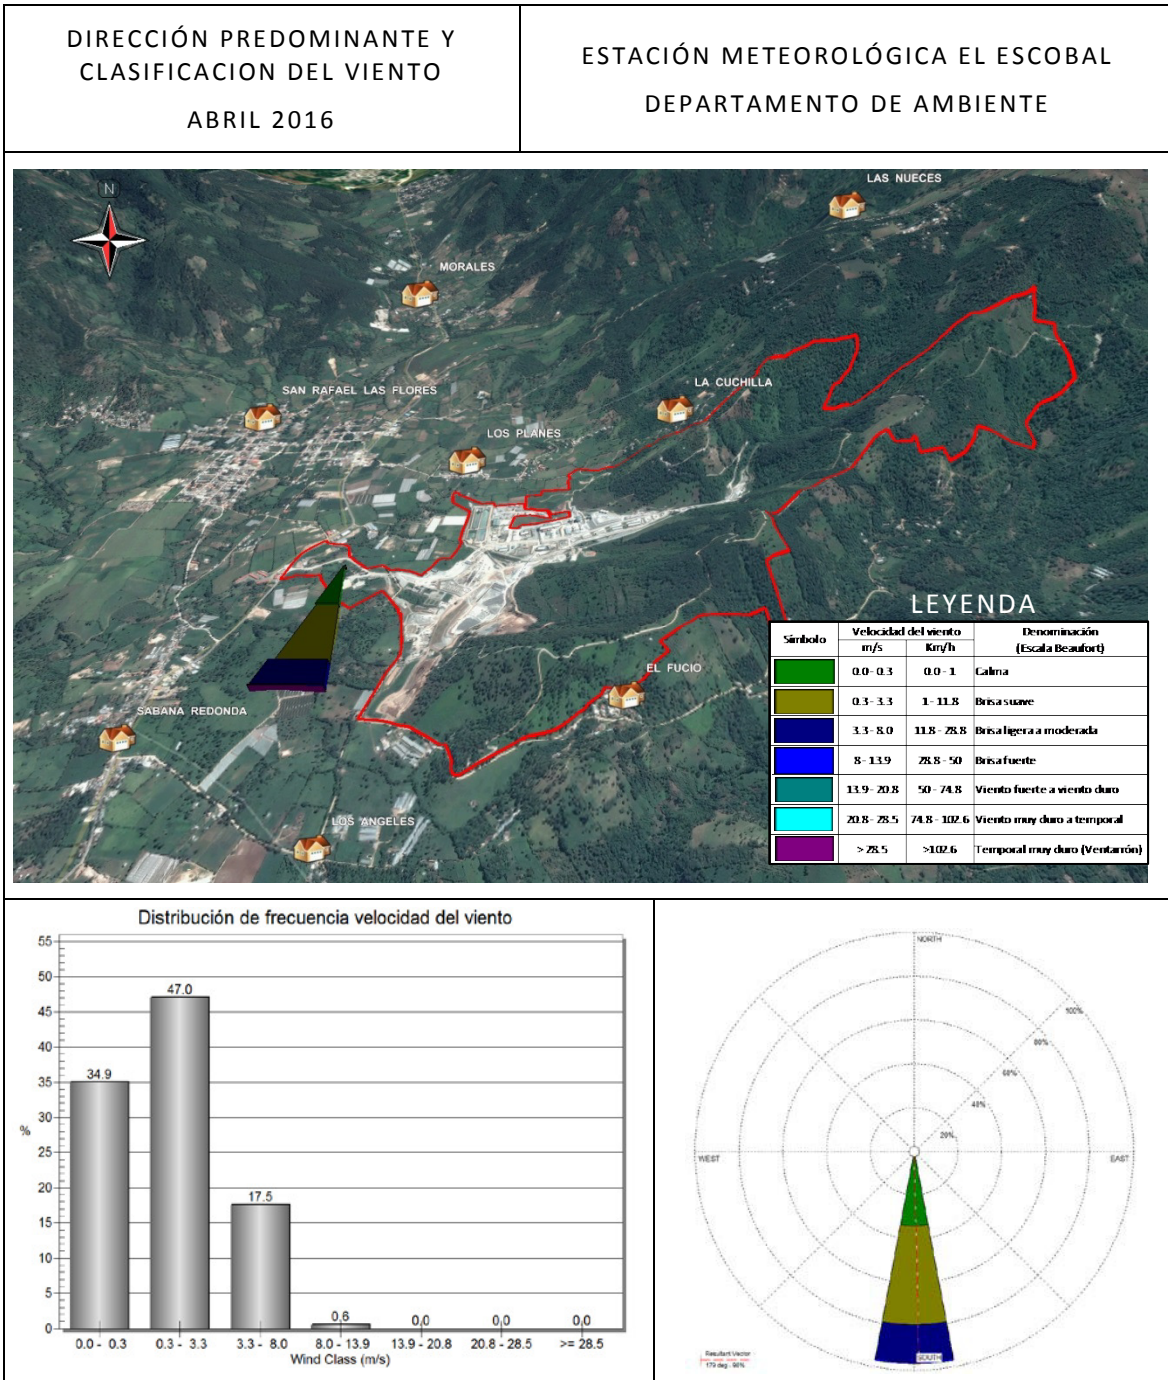 DIRECCIÓN PREDOMINANTE Y
CLASIFICACION DEL VIENTO
ABRIL 2016
ESTACIÓN METEOROLÓGICA EL ESCOBAL
DEPARTAMENTO DE AMBIENTE
N
LAS NUECES
MORALES
SAN RAFAEL LAS FLORES
LA CUCHILLA
LOS PLANES
EL FUCIO
SABANA REDONDA
LOS ANGELES
LEYENDA
Símbolo Velocidad del viento Denominación
m/s Km/h (Escala Beaufort)
0.0 - 0.3 0.0 - 1 Calma
0.3 - 3.3 1 - 11.8 Brisa suave
3.3 - 8.0 11.8 - 28.8 Brisa ligera a moderada
8 - 13.9 28.8 - 50 Brisa fuerte
13.9 - 20.8 50 - 74.8 Viento fuerte a viento duro
20.8 - 28.5 74.8 - 102.6 Viento muy duro a temporal
> 28.5 >102.6 Temporal muy duro (Ventarrón)
Distribución de frecuencia velocidad del viento
55
50
45
40
35
30
25
20
15
10
5
0
%
34.9
47.0
17.5
0.6
0.0
0.0
0.0
0.0 - 0.3
0.3 - 3.3
3.3 - 8.0
8.0 - 13.9
13.9 - 20.8
20.8 - 28.5
>= 28.5
Wind Class (m/s)
NORTH
100%
80%
60%
40%
20%
WEST
EAST
SOUTH
Resultant Vector
179 deg - 96%